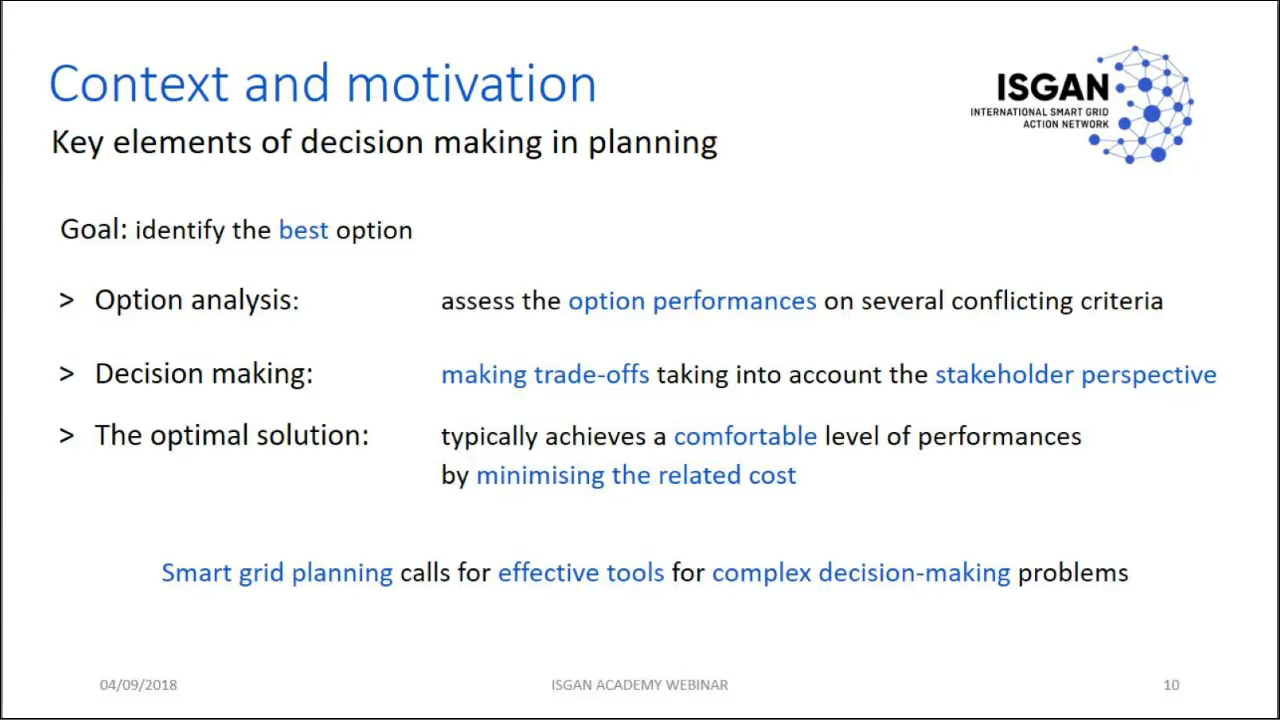 Context and motivation
Key elements of decision making in planning
ISGAN
INTERNATIONAL SMART GRID
ACTION NETWORK
Goal: identify the best option
> Option analysis: assess the option performances on several conflicting criteria
> Decision making: making trade-offs taking into account the stakeholder perspective
> The optimal solution: typically achieves a comfortable level of performances
by minimising the related cost
Smart grid planning calls for effective tools for complex decision-making problems
04/09/2018 ISGAN ACADEMY WEBINAR 10